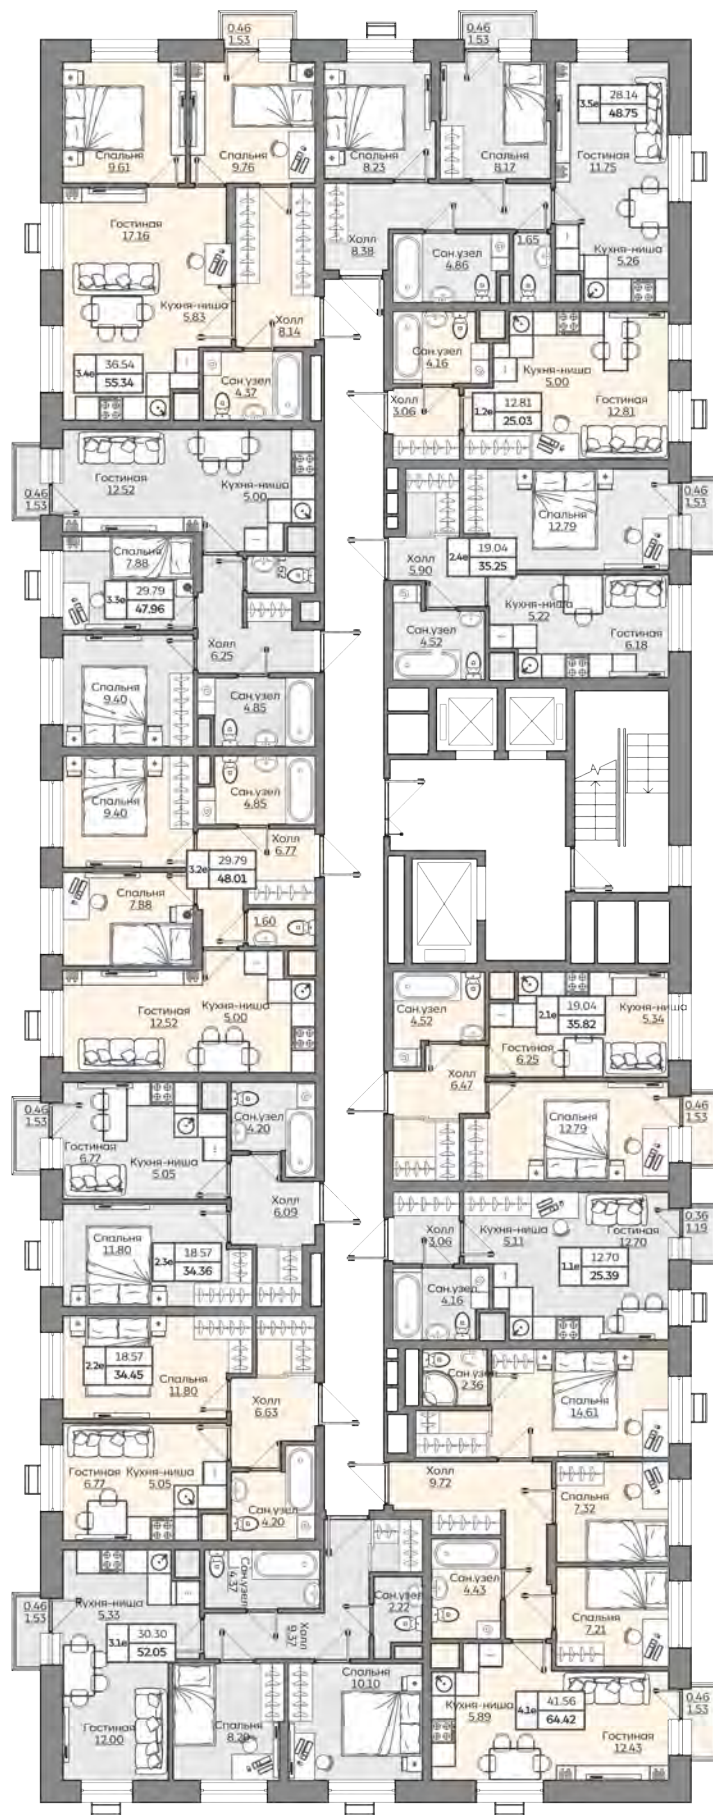 0.46
1.53
0.46
1.53
Спальня
9.61
Спальня
9.76
Спальня
8.23
Спальня
8.17
3.5е
28.14
48.75
Гостиная
11.75
Гостиная
17.16
Холл
8.38
Сан.узел
4.86
1.65
Кухня-ниша
5.26
Кухня-ниша
5.83
Холл
8.14
3.4е
36.54
55.34
Сан.узел
4.37
Сан.узел
4.16
Кухня-ниша
5.00
Холл
3.06
1.2е
12.81
25.03
Гостиная
12.81
0.46
1.53
Гостиная
12.52
Кухня-ниша
5.00
Спальня
12.79
0.46
1.53
Спальня
7.88
3.3е
29.79
47.96
1.62
Холл
5.90
2.4е
19.04
35.25
Холл
6.25
Сан.узел
4.52
Кухня-ниша
5.22
6.18
Спальня
9.40
Сан.узел
4.85
Спальня
9.40
Сан.узел
4.85
Холл
6.77
3.2е
29.79
48.01
Спальня
7.88
1.60
Гостиная
12.52
Кухня-ниша
5.00
4.52
2.1е
19.04
35.82
Кухня-ниша
5.34
Гостиная
6.25
Холл
6.47
0.46
1.53
Сан.узел
4.20
Спальня
12.79
0.46
1.53
Гостиная
6.77
Кухня-ниша
5.05
Холл
6.09
Спальня
11.80
2.3е
18.57
34.36
Холл
3.06
Кухня-ниша
5.11
Гостиная
12.70
0.36
1.19
1.1е
12.70
25.39
Сан.узел
4.16
2.2е
18.57
34.45
Спальня
11.80
Холл
6.63
Сан.узел
2.36
Спальня
14.61
Гостиная
6.77
Кухня-ниша
5.05
Сан.узел
4.20
Холл
9.72
Спальня
7.32
0.46
1.53
Кухня-ниша
5.33
Сан.узел
4.37
Сан.узел
2.22
Сан.узел
4.43
Спальня
7.21
3.1е
30.30
52.05
Холл
9.37
Гостиная
12.00
Спальня
8.20
Спальня
10.10
Кухня-ниша
5.89
4.1е
41.56
64.42
Гостиная
12.43
0.46
1.53